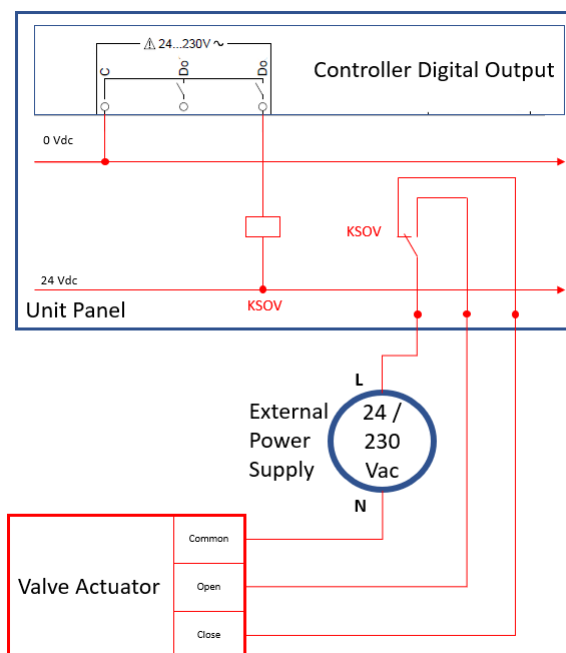 ⚠ 24...230V ~
C
Do
Do
Controller Digital Output
0 Vdc
KSOV
24 Vdc
KSOV
Unit Panel
L
External
Power
Supply
24 /
230
Vac
N
Common
Valve Actuator
Open
Close